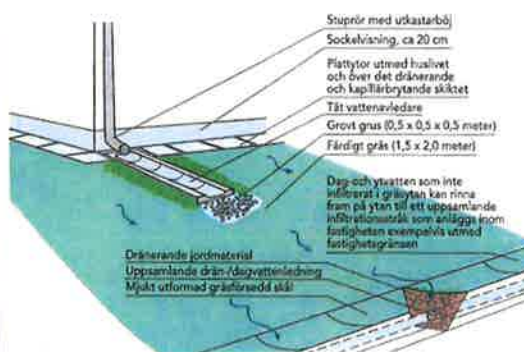 Stuprör med utkastarböj
Sockelvisning, ca 20 cm
Plattytor utmed huslivet
och över det dränerande
och kapillärbrytande skiktet
Tät vattenavledare
Grovt grus (0,5 x 0,5 x 0,5 meter)
Färdigt gräs (1,5 x 2,0 meter)
Dag-och ytvatten som inte
infiltrerat i gräsytan kan rinna
fram på ytan till ett uppsamlande
infiltrationsstråk som anläggs inom
fastigheten exempelvis utmed
fastighetsgränsen
Dränerande jordmaterial
Uppsamlande drän-/dagvattenledning
Mjukt utformad gräsförsedd skål